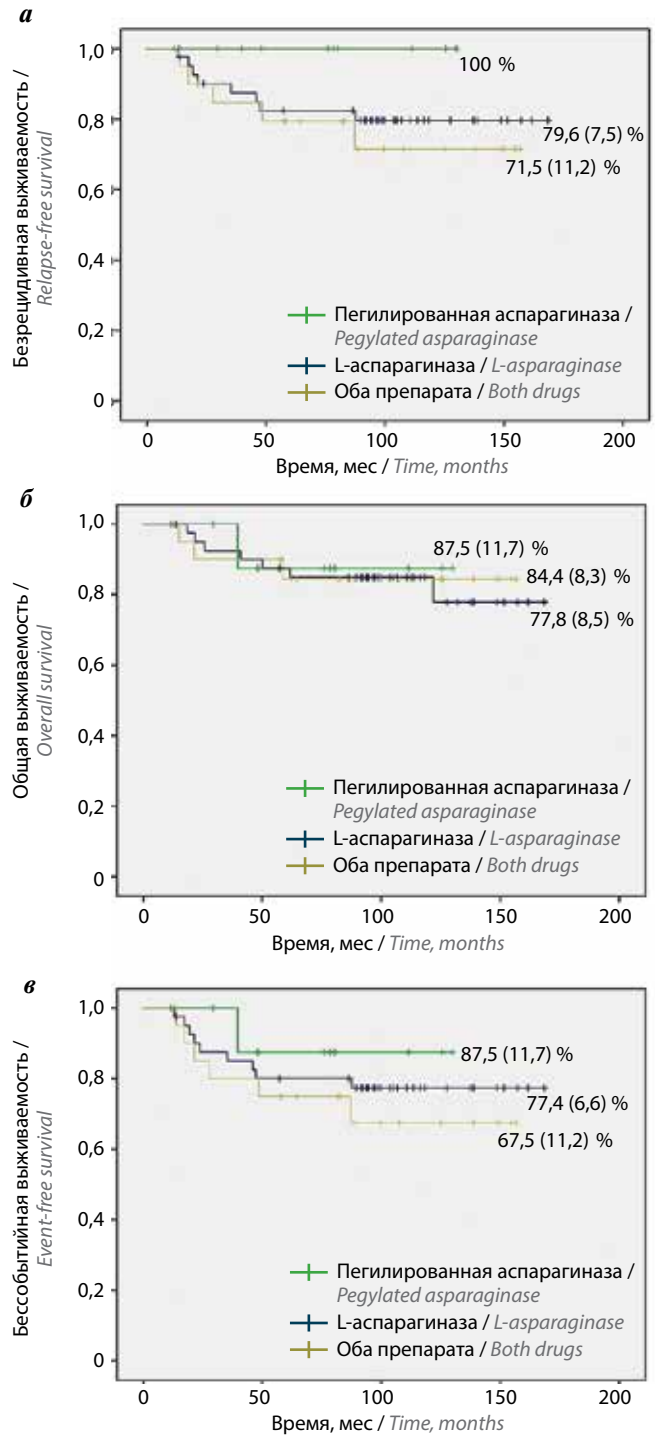 а
Безрецидивная выживаемость /
Relapse-free survival
1,0
0,8
0,6
0,4
0,2
0
100 %
79,6 (7,5) %
71,5 (11,2) %
Пегилированная аспарагиназа /
Pegylated asparaginase
L-аспарагиназа / L-asparaginase
Оба препарата / Both drugs
0 50 100 150 200
Время, мес / Time, months
б
Общая выживаемость /
Overall survival
1,0
0,8
0,6
0,4
0,2
0
87,5 (11,7) %
84,4 (8,3) %
77,8 (8,5) %
Пегилированная аспарагиназа /
Pegylated asparaginase
L-аспарагиназа / L-asparaginase
Оба препарата / Both drugs
0 50 100 150 200
Время, мес / Time, months
в
Бессобытийная выживаемость /
Event-free survival
1,0
0,8
0,6
0,4
0,2
0
87,5 (11,7) %
77,4 (6,6) %
67,5 (11,2) %
Пегилированная аспарагиназа /
Pegylated asparaginase
L-аспарагиназа / L-asparaginase
Оба препарата / Both drugs
0 50 100 150 200
Время, мес / Time, months